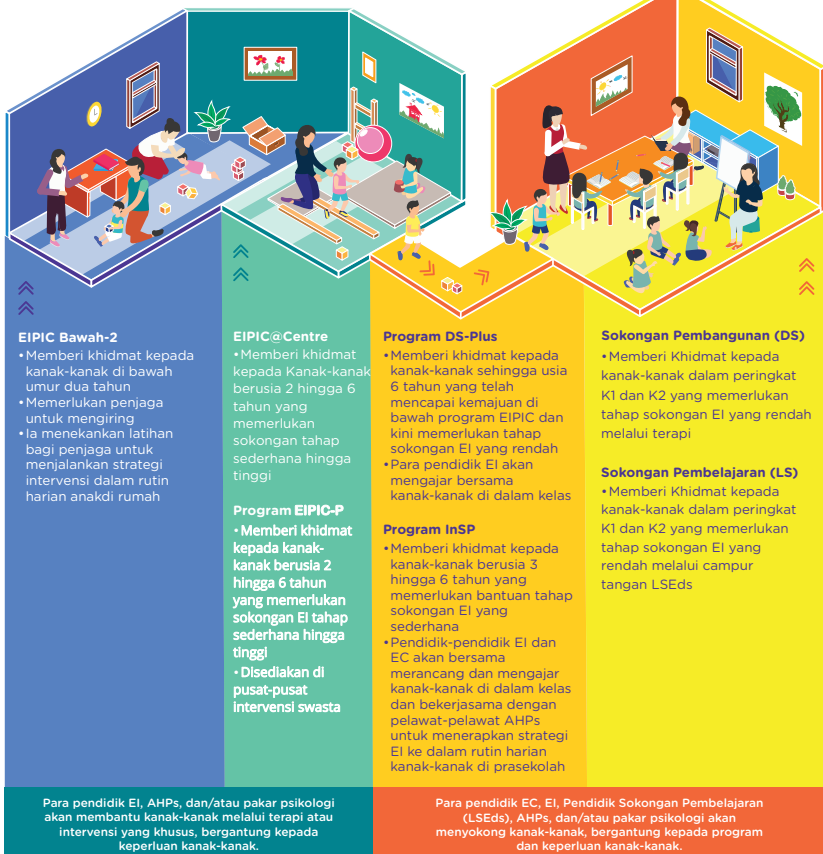 EIPIC Bawah-2
•Memberi khidmat kepada
kanak-kanak di bawah
umur dua tahun
•Memerlukan penjaga
untuk mengiring
•Ia menekankan latihan
bagi penjaga untuk
menjalankan strategi
intervensi dalam rutin
harian anakdi rumah
EIPIC@Centre
•Memberi khidmat
kepada Kanak-kanak
berusia 2 hingga 6
tahun yang
memerlukan
sokongan tahap
sederhana hingga
tinggi
Program EIPIC-P
•Memberi khidmat
kepada kanak-
kanak berusia 2
hingga 6 tahun
yang memerlukan
sokongan EI tahap
sederhana hingga
tinggi
•Disediakan di
pusat-pusat
intervensi swasta
Program DS-Plus
•Memberi khidmat kepada
kanak-kanak sehingga usia
6 tahun yang telah
mencapai kemajuan di
bawah program EIPIC dan
kini memerlukan tahap
sokongan EI yang rendah
•Para pendidik EI akan
mengajar bersama
kanak-kanak di dalam kelas
Program InSP
•Memberi khidmat kepada
kanak-kanak berusia 3
hingga 6 tahun yang
memerlukan bantuan tahap
sokongan EI yang
sederhana
•Pendidik-pendidik EI dan
EC akan bersama
merancang dan mengajar
kanak-kanak di dalam kelas
dan bekerjasama dengan
pelawat-pelawat AHPs
untuk menerapkan strategi
EI ke dalam rutin harian
kanak-kanak di prasekolah
Sokongan Pembangunan (DS)
•Memberi Khidmat kepada
kanak-kanak dalam peringkat
K1 dan K2 yang memerlukan
tahap sokongan EI yang rendah
melalui terapi
Sokongan Pembelajaran (LS)
•Memberi Khidmat kepada
kanak-kanak dalam peringkat
K1 dan K2 yang memerlukan
tahap sokongan EI yang
rendah melalui campur
tangan LSEds
Para pendidik EI, AHPs, dan/atau pakar psikologi
akan membantu kanak-kanak melalui terapi atau
intervensi yang khusus, bergantung kepada
keperluan kanak-kanak.
Para pendidik EC, EI, Pendidik Sokongan Pembelajaran
(LSEds), AHPs, dan/atau pakar psikologi akan
menyokong kanak-kanak, bergantung kepada program
dan keperluan kanak-kanak.